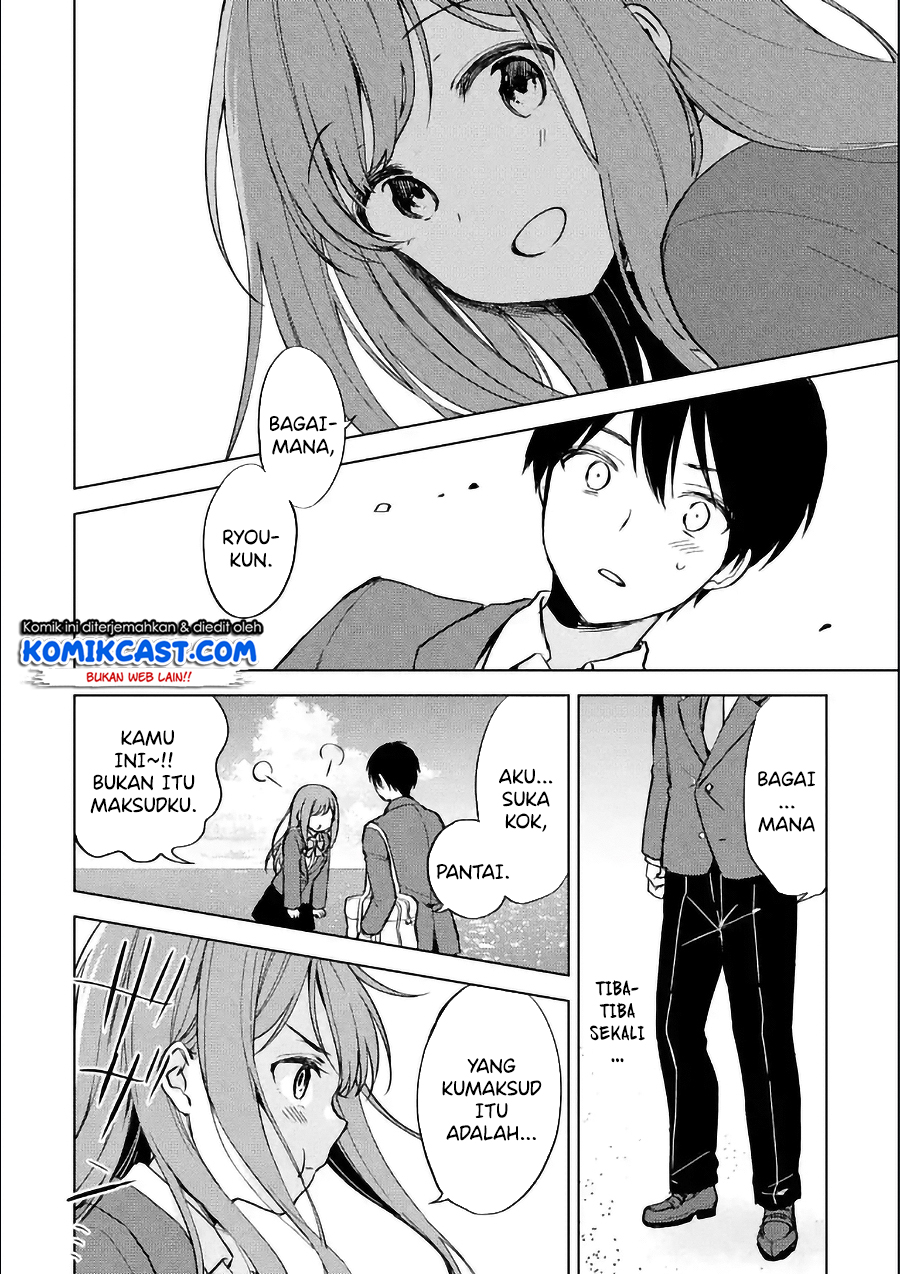 BAGAI-
MANA,
RYOU-
KUN.
Komik ini diterjemahkan & diedit oleh
KOMIKCAST.COM
BUKAN WEB LAIN!!
BAGAI
...
MANA
TIBA-
TIBA
SEKALI
...
AKU...
SUKA
KOK,
PANTAI.
KAMU
INI~!!
BUKAN ITU
MAKSUDKU.
YANG
KUMAKSUD
ITU
ADALAH...